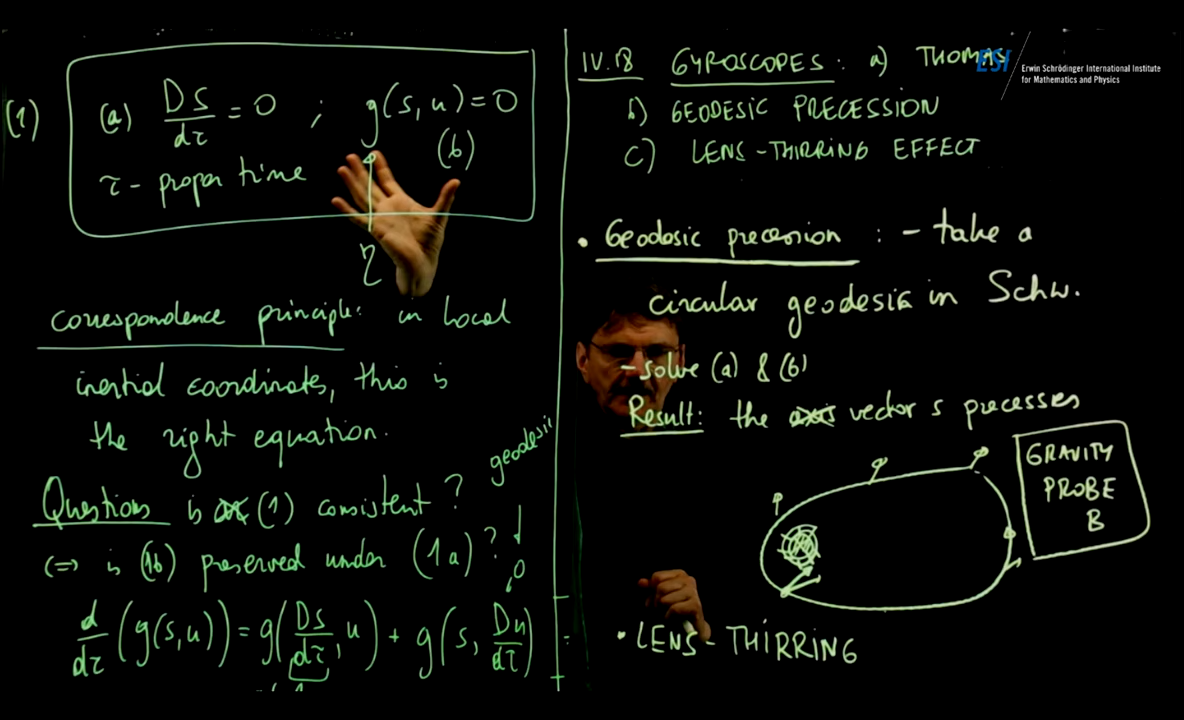 (1) (a) Ds/dτ = 0 ; g(s, u) = 0
(b)
τ - proper time
η
correspondence principle: in local
inertial coordinate, this is
the right equation.
Questions is (1) consistent?
geodesic
⇔ is (1b) preserved under (1a)?
0
d/dτ (g(s,u)) = g(Ds/dτ, u) + g(s, Du/dτ) =
IV.18 GYROSCOPES: a) THOMAS
b) GEODESIC PRECESSION
c) LENS-THIRRING EFFECT
• Geodesic precession : - take a
circular geodesic in Schw.
- solve (a) & (b)
Result: the vector s precesses
GRAVITY
PROBE
B
• LENS - THIRRING
ESI
Erwin Schrödinger International Institute
for Mathematics and Physics